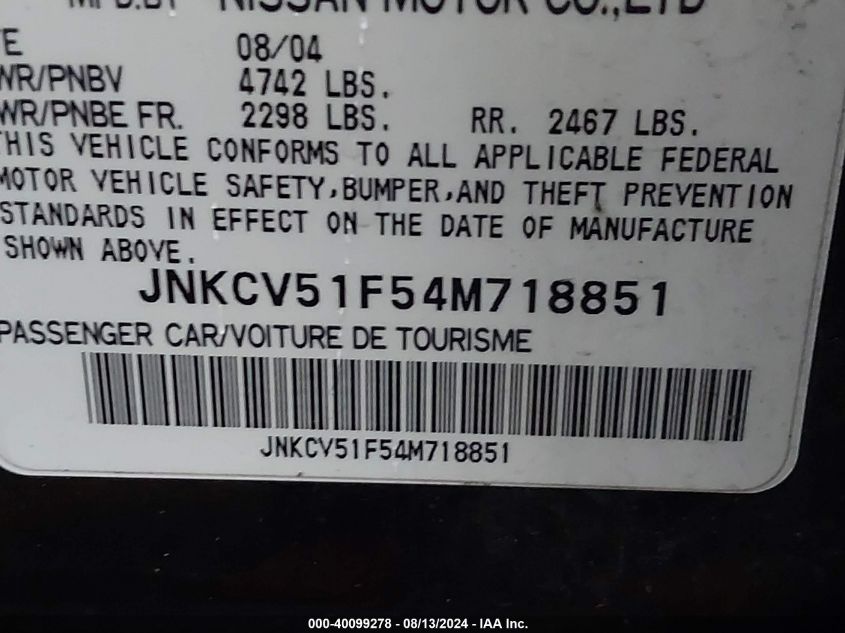 MFD.BY NISSAN MOTOR CO.,LTD
E 08/04
WR/PNBV 4742 LBS.
WR/PNBE FR. 2298 LBS. RR. 2467 LBS.
THIS VEHICLE CONFORMS TO ALL APPLICABLE FEDERAL
MOTOR VEHICLE SAFETY,BUMPER,AND THEFT PREVENTION
STANDARDS IN EFFECT ON THE DATE OF MANUFACTURE
SHOWN ABOVE.
JNKCV51F54M718851
PASSENGER CAR/VOITURE DE TOURISME
JNKCV51F54M718851
000-40099278 - 08/13/2024 - IAA Inc.